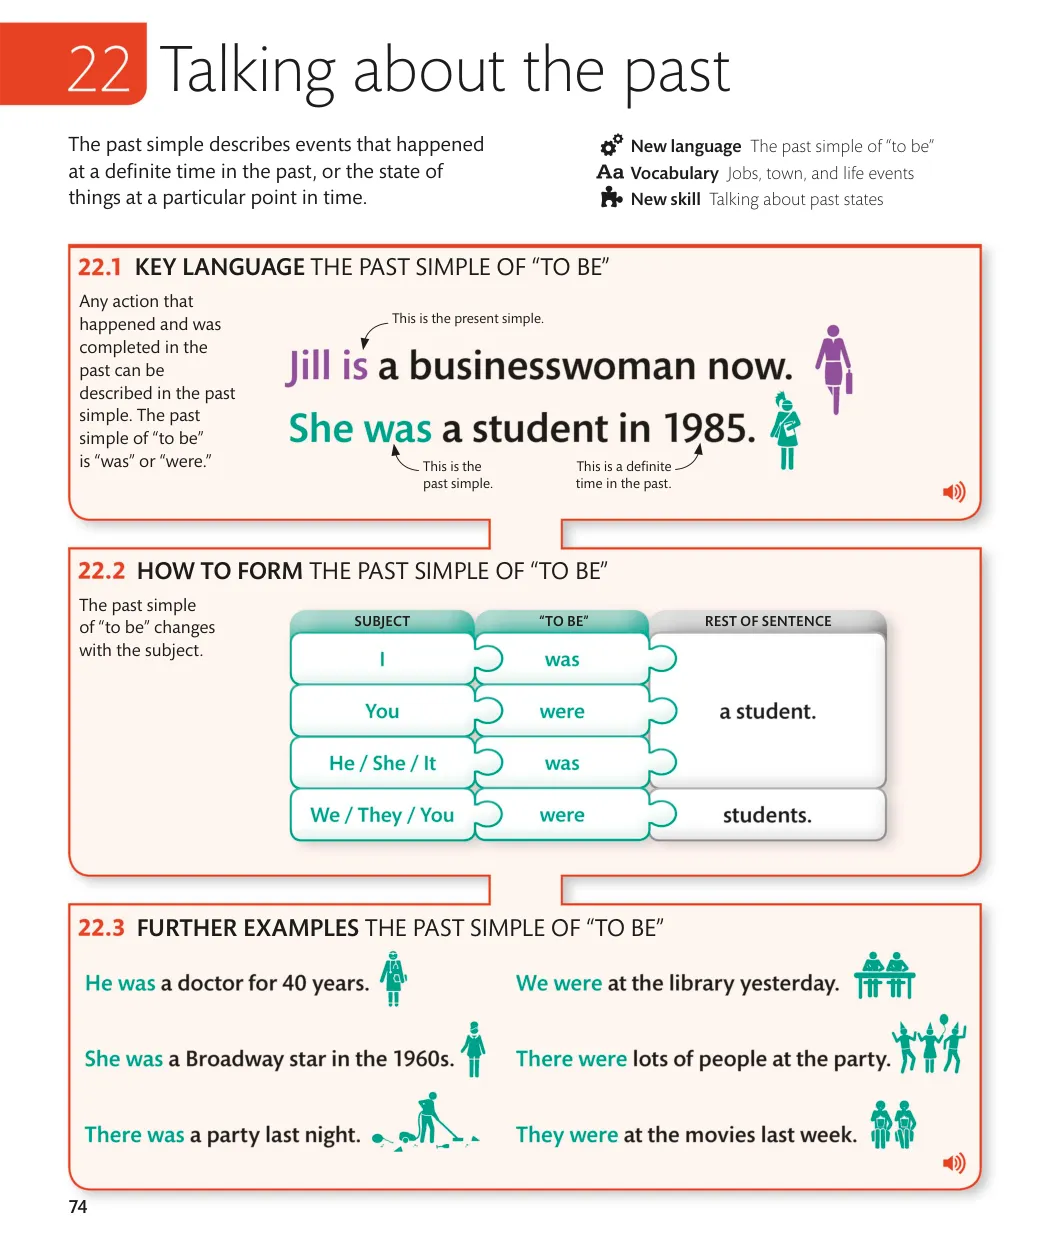 22 Talking about the past
The past simple describes events that happened
at a definite time in the past, or the state of
things at a particular point in time.
New language The past simple of “to be”
Aa Vocabulary Jobs, town, and life events
New skill Talking about past states
22.1 KEY LANGUAGE THE PAST SIMPLE OF “TO BE”
Any action that
happened and was
completed in the
past can be
described in the past
simple. The past
simple of “to be”
is “was” or “were.”
This is the present simple.
Jill is a businesswoman now.
She was a student in 1985.
This is the
past simple.
This is a definite
time in the past.
22.2 HOW TO FORM THE PAST SIMPLE OF “TO BE”
The past simple
of “to be” changes
with the subject.
SUBJECT “TO BE” REST OF SENTENCE
I was
You were a student.
He / She / It was
We / They / You were students.
22.3 FURTHER EXAMPLES THE PAST SIMPLE OF “TO BE”
He was a doctor for 40 years.
She was a Broadway star in the 1960s.
There was a party last night.
We were at the library yesterday.
There were lots of people at the party.
They were at the movies last week.
74